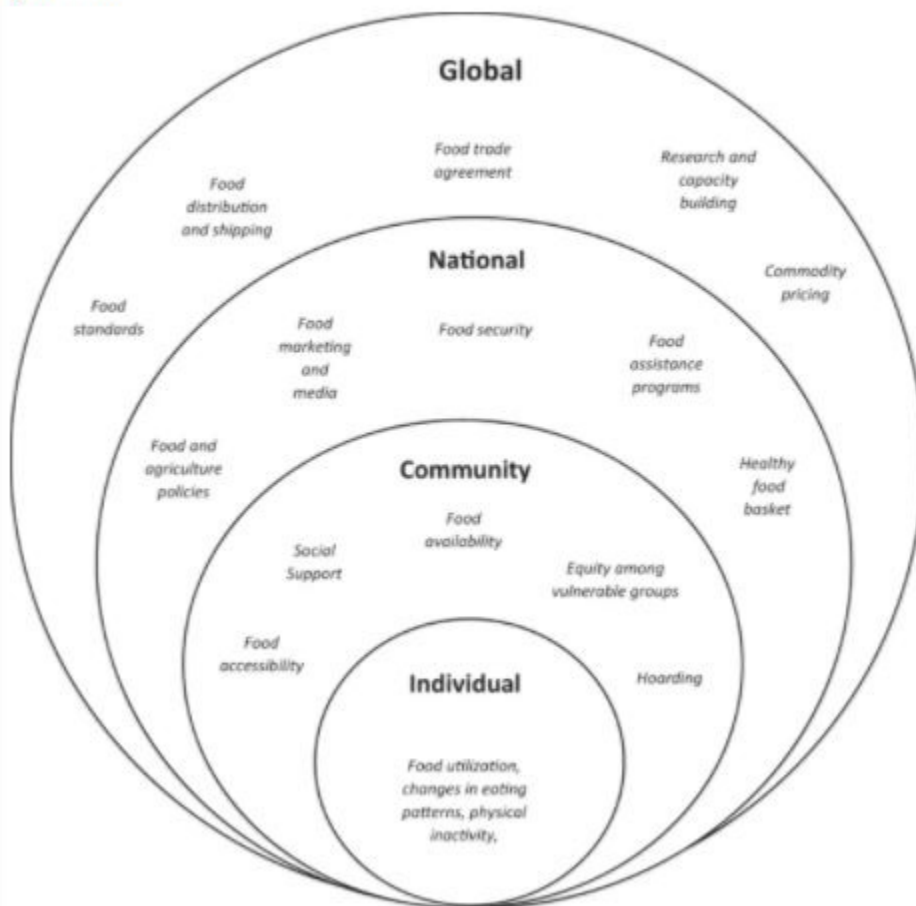 Global
Food trade
agreement
Research and
capacity
building
Food
distribution
and shipping
Commodity
pricing
Food
standards
National
Food security
Food
marketing
and
media
Food
assistance
programs
Food and
agriculture
policies
Healthy
food
basket
Community
Food
availability
Social
Support
Equity among
vulnerable groups
Food
accessibility
Hoarding
Individual
Food utilization,
changes in eating
patterns, physical
inactivity,